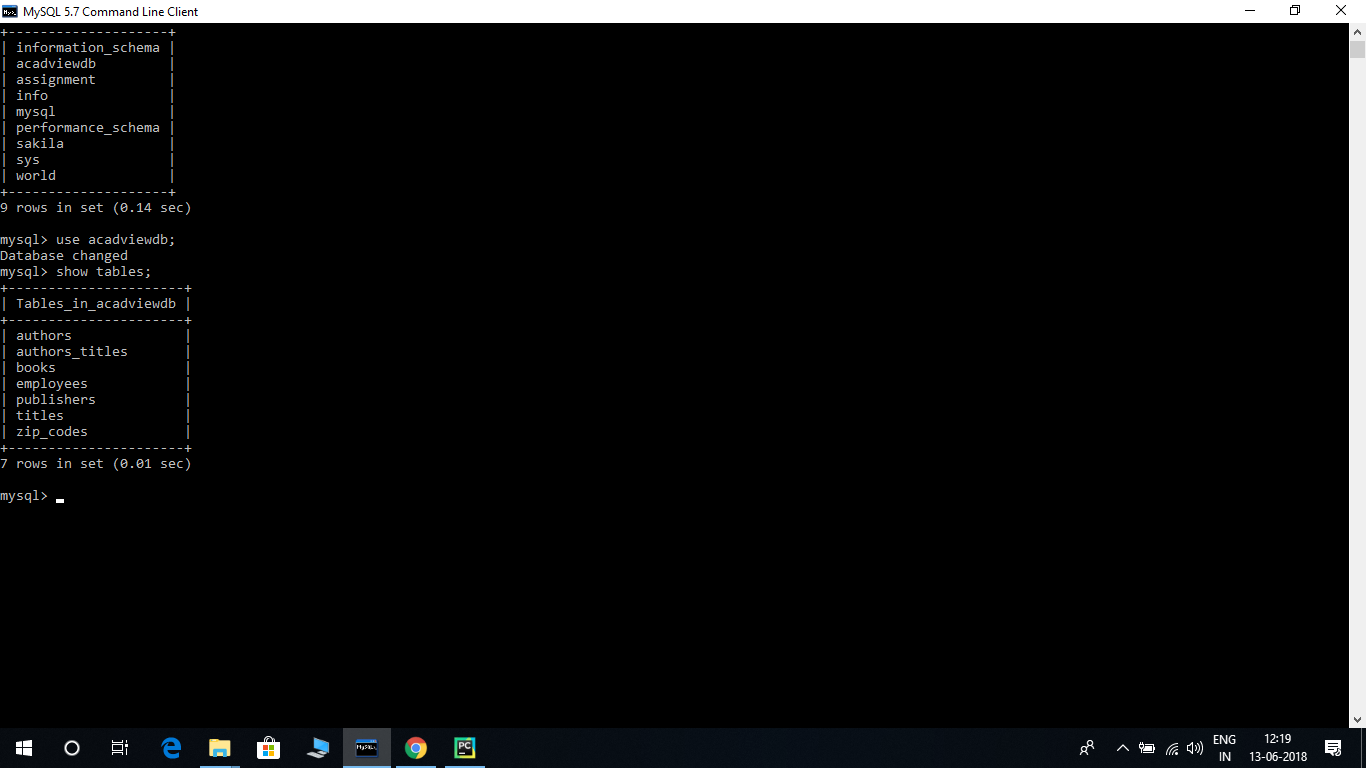 MySQL 5.7 Command Line Client
+--------------------+
| information_schema |
| acadviewdb         |
| assignment         |
| info               |
| mysql              |
| performance_schema |
| sakila             |
| sys                |
| world              |
+--------------------+
9 rows in set (0.14 sec)
mysql> use acadviewdb;
Database changed
mysql> show tables;
+----------------------+
| Tables_in_acadviewdb |
+----------------------+
| authors              |
| authors_titles       |
| books                |
| employees            |
| publishers           |
| titles               |
| zip_codes            |
+----------------------+
7 rows in set (0.01 sec)
mysql>
ENG
IN
12:19
13-06-2018